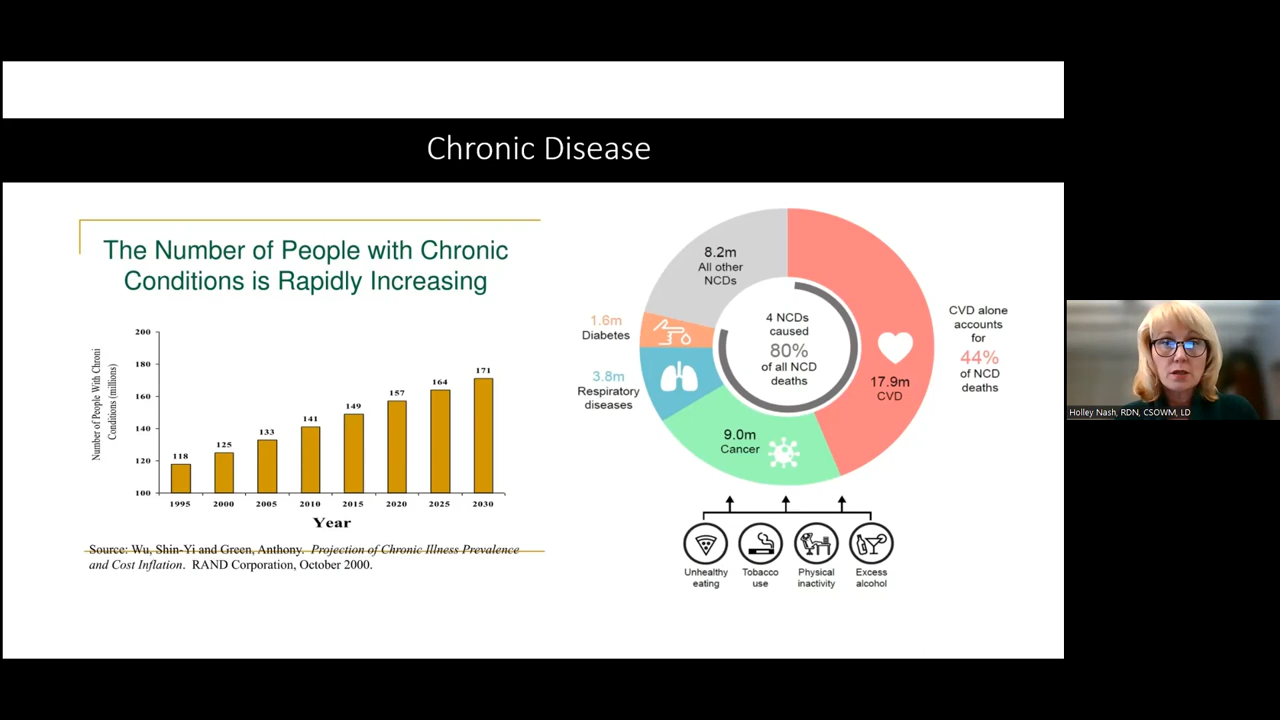 Chronic Disease
The Number of People with Chronic
Conditions is Rapidly Increasing
Number of People With Chroni
Conditions (millions)
200
180
160
140
120
100
118
125
133
141
149
157
164
171
1995
2000
2005
2010
2015
2020
2025
2030
Year
Source: Wu, Shin-Yi and Green, Anthony. Projection of Chronic Illness Prevalence
and Cost Inflation. RAND Corporation, October 2000.
8.2m
All other
NCDs
1.6m
Diabetes
3.8m
Respiratory
diseases
9.0m
Cancer
17.9m
CVD
4 NCDs
caused
80%
of all NCD
deaths
CVD alone
accounts
for
44%
of NCD
deaths
Unhealthy
eating
Tobacco
use
Physical
inactivity
Excess
alcohol
Holley Nash, RDN, CSOWM, LD